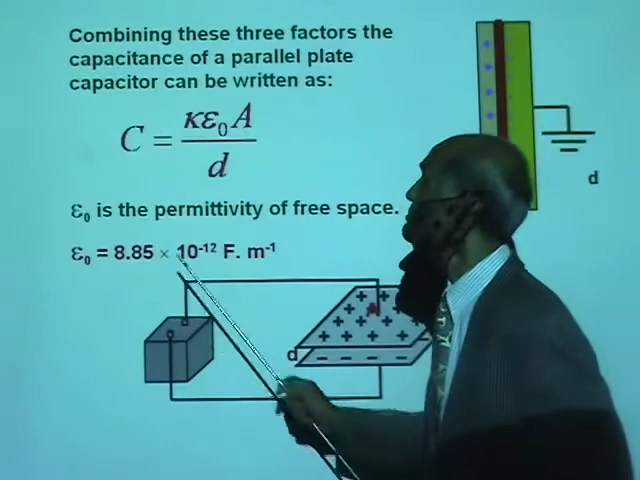 Combining these three factors the
capacitance of a parallel plate
capacitor can be written as:
C = κε₀A / d
ε₀ is the permittivity of free space.
ε₀ = 8.85 × 10⁻¹² F. m⁻¹
d
d